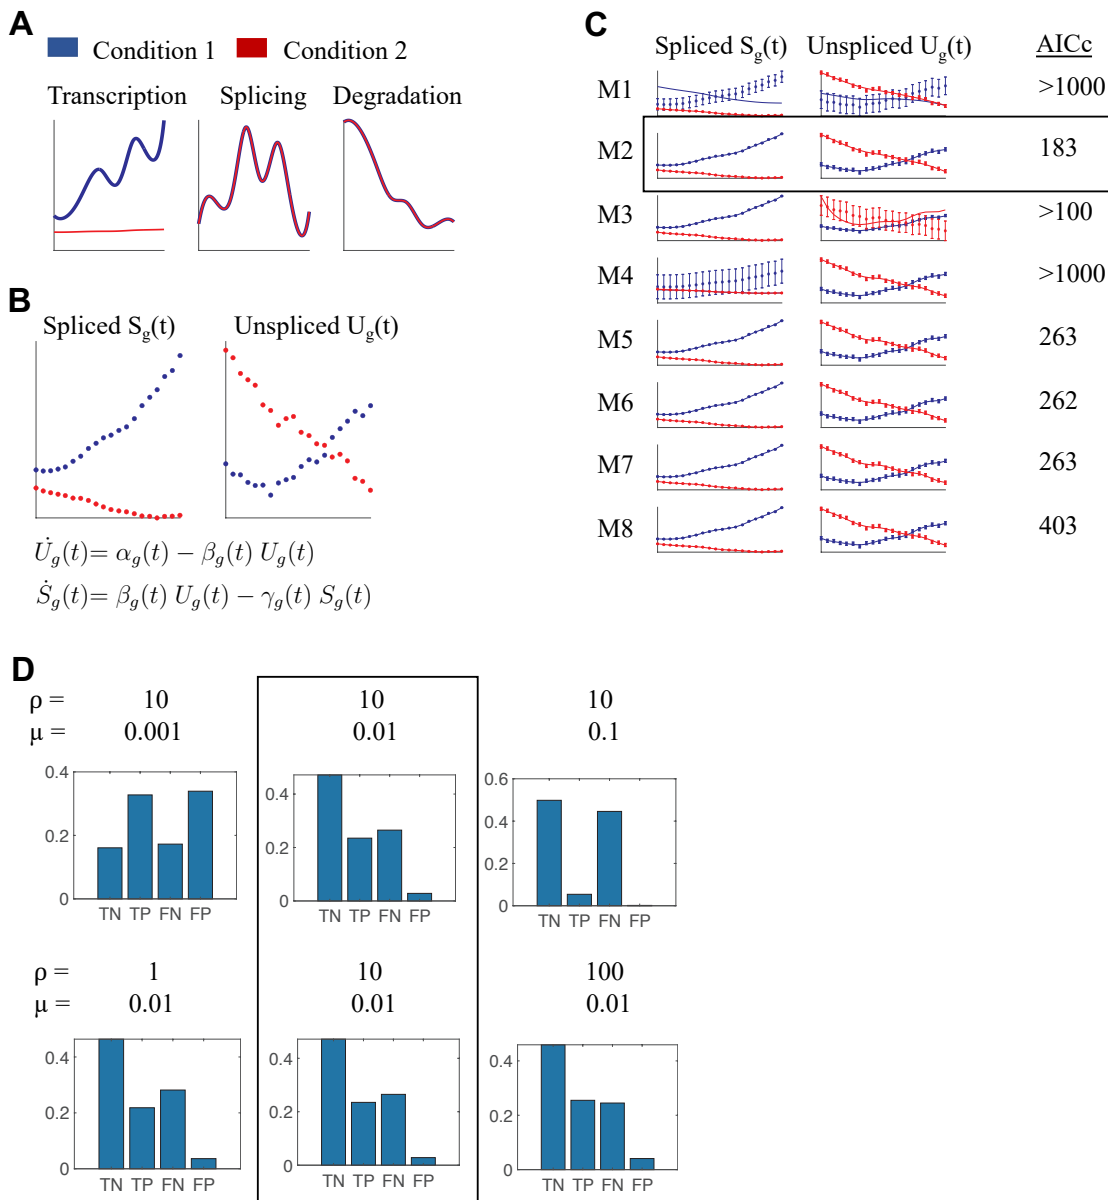 A
Condition 1 Condition 2
Transcription Splicing Degradation
B
Spliced S_g(t) Unspliced U_g(t)
U̇_g(t)= α_g(t) − β_g(t) U_g(t)
Ṡ_g(t)= β_g(t) U_g(t) − γ_g(t) S_g(t)
C
Spliced S_g(t) Unspliced U_g(t) AICc
M1 >1000
M2 183
M3 >100
M4 >1000
M5 263
M6 262
M7 263
M8 403
D
ρ = 10 10 10
μ = 0.001 0.01 0.1
0.4 0.4 0.6
0.2 0.2 0.4
0.2
0 0 0
TN TP FN FP TN TP FN FP TN TP FN FP
ρ = 1 10 100
μ = 0.01 0.01 0.01
0.4 0.4 0.4
0.2 0.2 0.2
0 0 0
TN TP FN FP TN TP FN FP TN TP FN FP